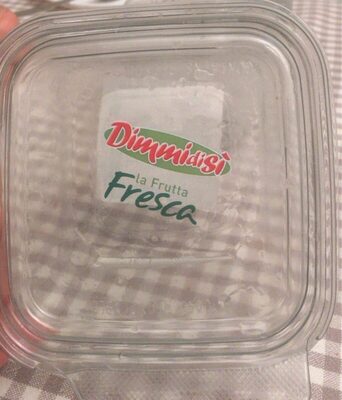 Dimmidisì
la Frutta
Fresca